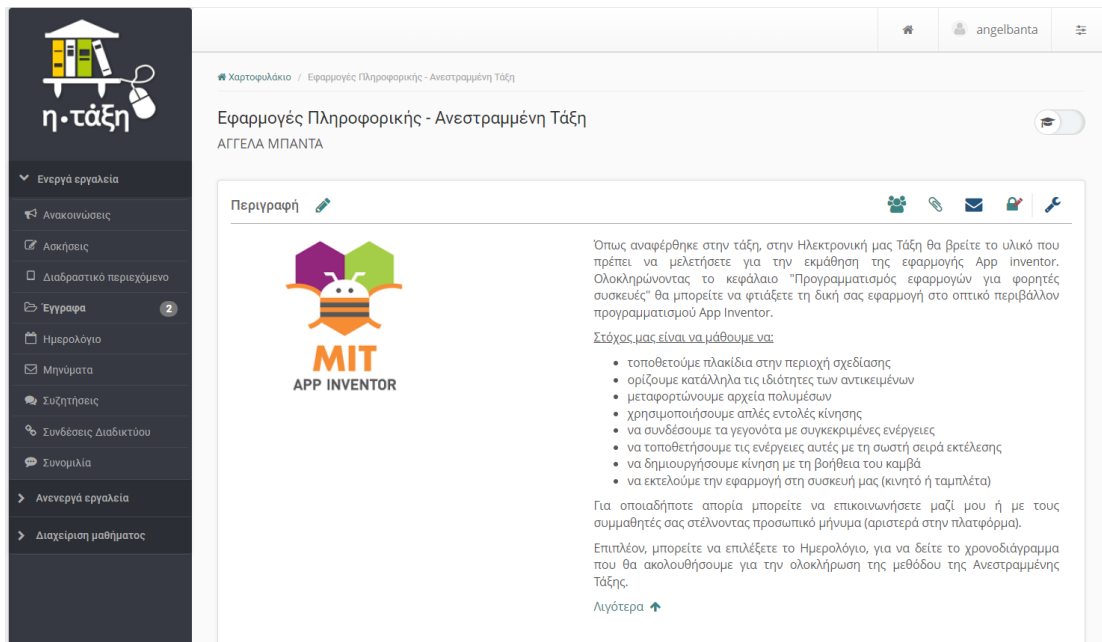 η·τάξη
angelbanta
Χαρτοφυλάκιο / Εφαρμογές Πληροφορικής - Ανεστραμμένη Τάξη
Εφαρμογές Πληροφορικής - Ανεστραμμένη Τάξη
ΑΓΓΕΛΑ ΜΠΑΝΤΑ
Ενεργά εργαλεία
Ανακοινώσεις
Ασκήσεις
Διαδραστικό περιεχόμενο
Έγγραφα 2
Ημερολόγιο
Μηνύματα
Συζητήσεις
Συνδέσεις Διαδικτύου
Συνομιλία
Ανενεργά εργαλεία
Διαχείριση μαθήματος
Περιγραφή
MIT
APP INVENTOR
Όπως αναφέρθηκε στην τάξη, στην Ηλεκτρονική μας Τάξη θα βρείτε το υλικό που
πρέπει να μελετήσετε για την εκμάθηση της εφαρμογής App inventor.
Ολοκληρώνοντας το κεφάλαιο "Προγραμματισμός εφαρμογών για φορητές
συσκευές" θα μπορείτε να φτιάξετε τη δική σας εφαρμογή στο οπτικό περιβάλλον
προγραμματισμού App Inventor.
Στόχος μας είναι να μάθουμε να:
• τοποθετούμε πλακίδια στην περιοχή σχεδίασης
• ορίζουμε κατάλληλα τις ιδιότητες των αντικειμένων
• μεταφορτώνουμε αρχεία πολυμέσων
• χρησιμοποιήσουμε απλές εντολές κίνησης
• να συνδέσουμε τα γεγονότα με συγκεκριμένες ενέργειες
• να τοποθετήσουμε τις ενέργειες αυτές με τη σωστή σειρά εκτέλεσης
• να δημιουργήσουμε κίνηση με τη βοήθεια του καμβά
• να εκτελούμε την εφαρμογή στη συσκευή μας (κινητό ή ταμπλέτα)
Για οποιαδήποτε απορία μπορείτε να επικοινωνήσετε μαζί μου ή με τους
συμμαθητές σας στέλνοντας προσωπικό μήνυμα (αριστερά στην πλατφόρμα).
Επιπλέον, μπορείτε να επιλέξετε το Ημερολόγιο, για να δείτε το χρονοδιάγραμμα
που θα ακολουθήσουμε για την ολοκλήρωση της μεθόδου της Ανεστραμμένης
Τάξης.
Λιγότερα